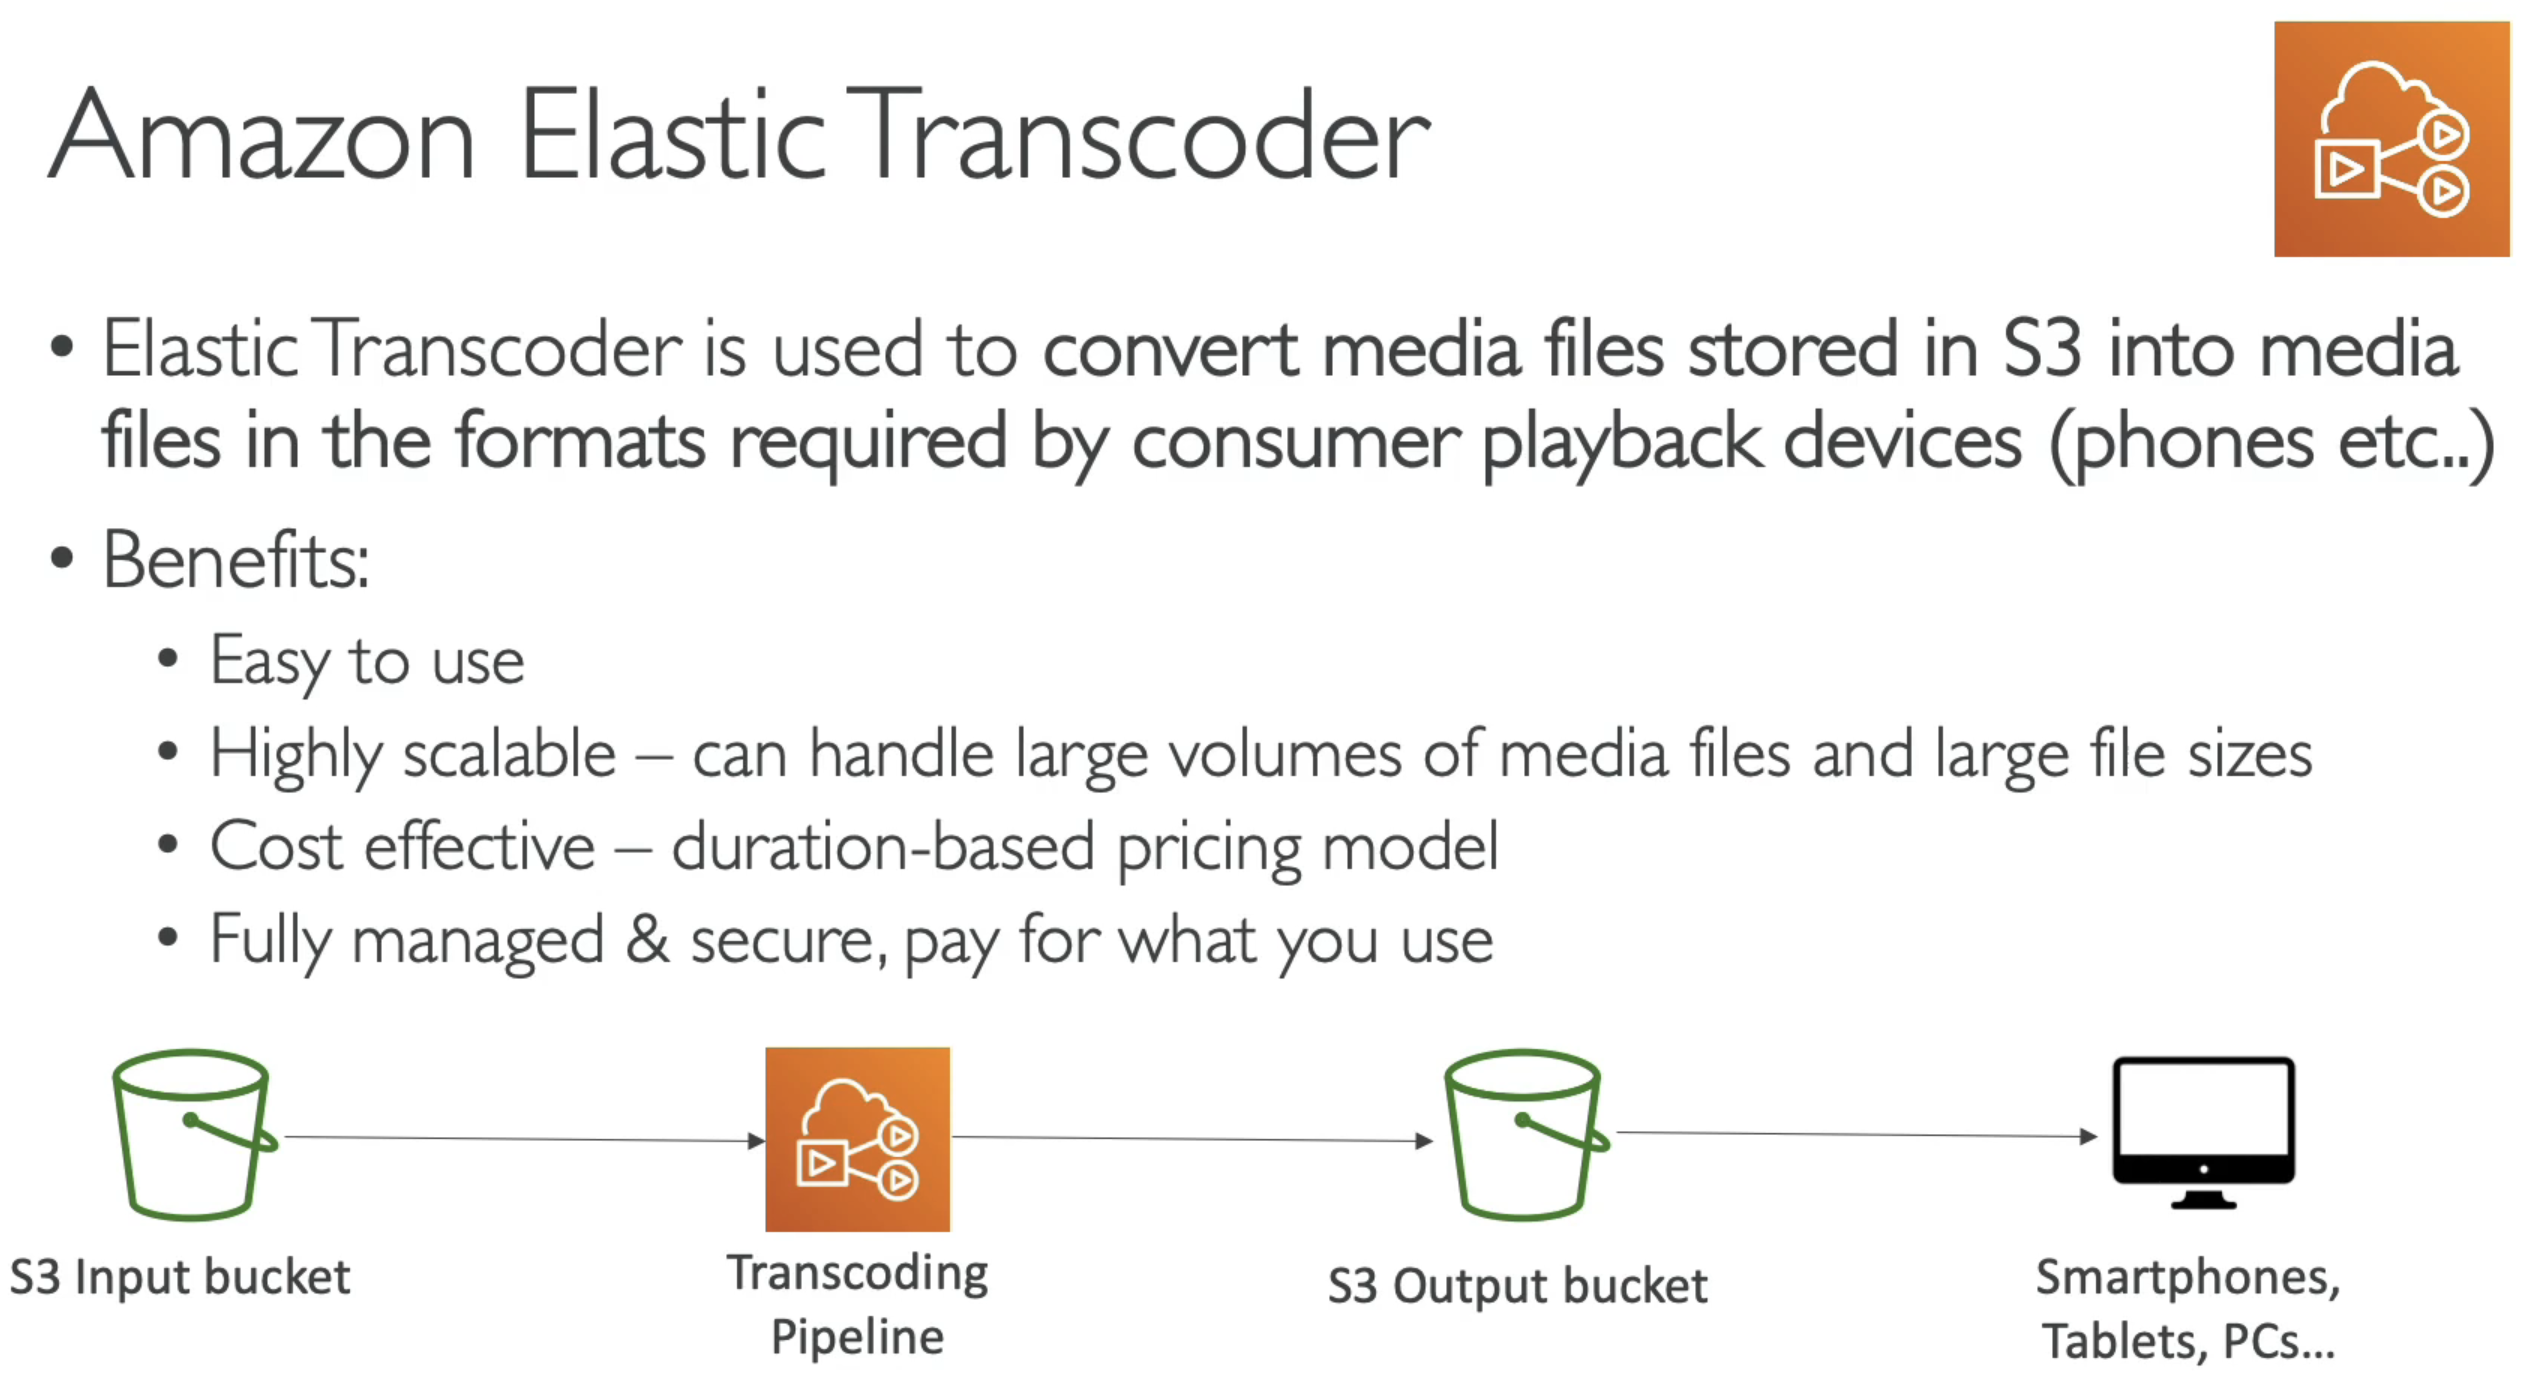 Amazon Elastic Transcoder
• Elastic Transcoder is used to convert media files stored in S3 into media
files in the formats required by consumer playback devices (phones etc..)
• Benefits:
• Easy to use
• Highly scalable – can handle large volumes of media files and large file sizes
• Cost effective – duration-based pricing model
• Fully managed & secure, pay for what you use
S3 Input bucket
Transcoding
Pipeline
S3 Output bucket
Smartphones,
Tablets, PCs...